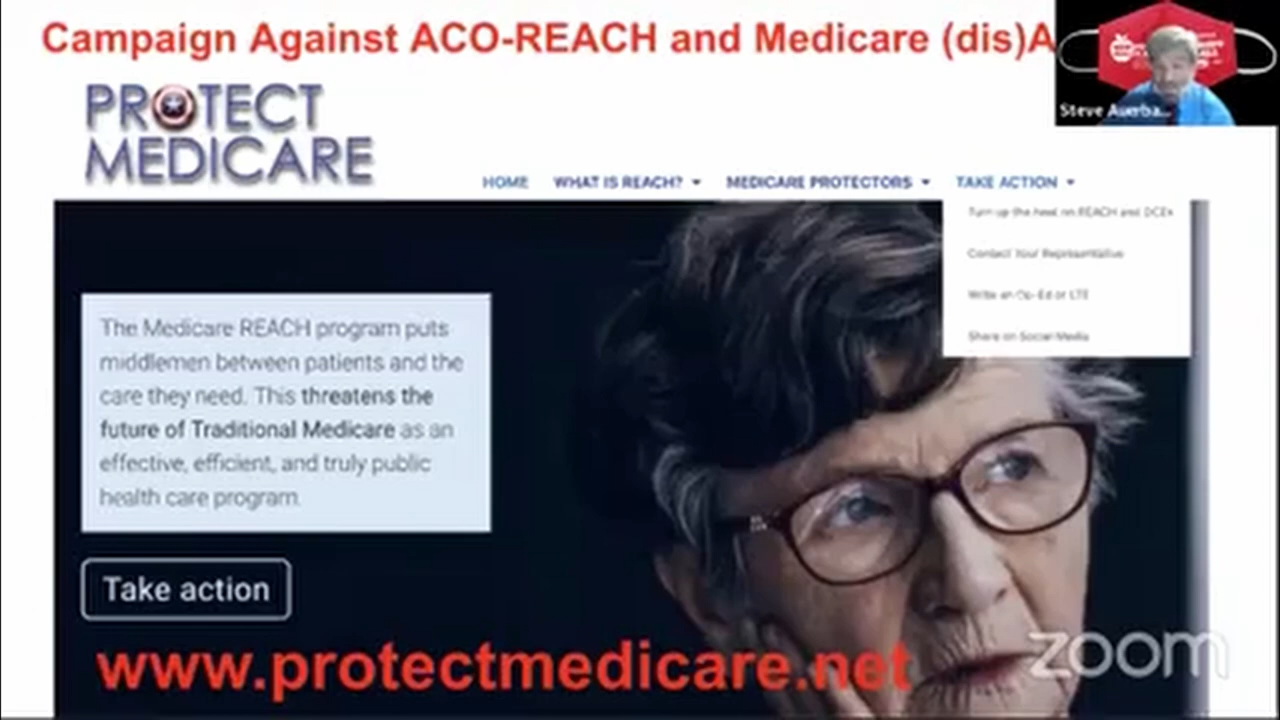 Campaign Against ACO-REACH and Medicare (dis)A
Steve Auerba...
PROTECT
MEDICARE
HOME WHAT IS REACH? MEDICARE PROTECTORS TAKE ACTION
Turn up the heat on REACH and DCEs
Contact Your Representative
Write an Op-Ed or LTE
Share on Social Media
The Medicare REACH program puts
middlemen between patients and the
care they need. This threatens the
future of Traditional Medicare as an
effective, efficient, and truly public
health care program.
Take action
www.protectmedicare.net
zoom